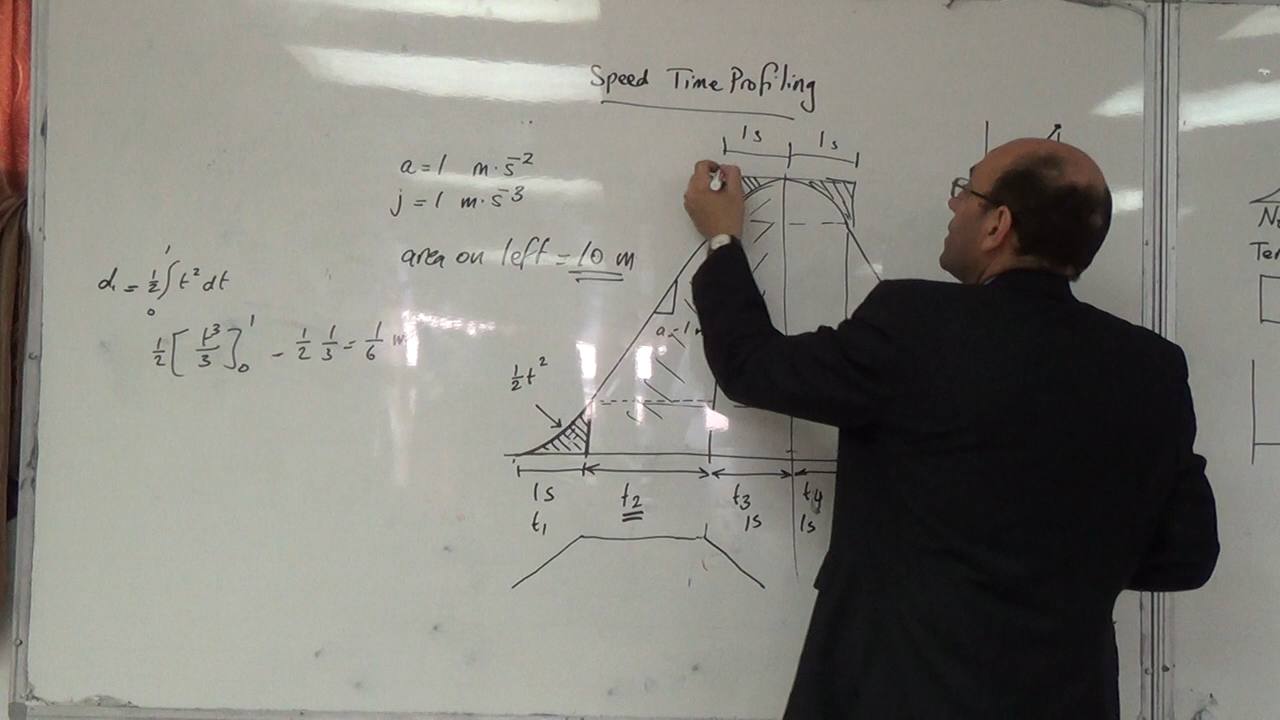 Speed Time Profiling
1s 1s
a = 1 m·s⁻²
j = 1 m·s⁻³
area on left = 10 m
d₁ = ½ ∫₀¹ t² dt
½ [t³/3]₀¹ - ½ ⅓ = 1/6 m
a = 1
½t²
1s t₂ t₃ t₄
t₁ 1s 1s